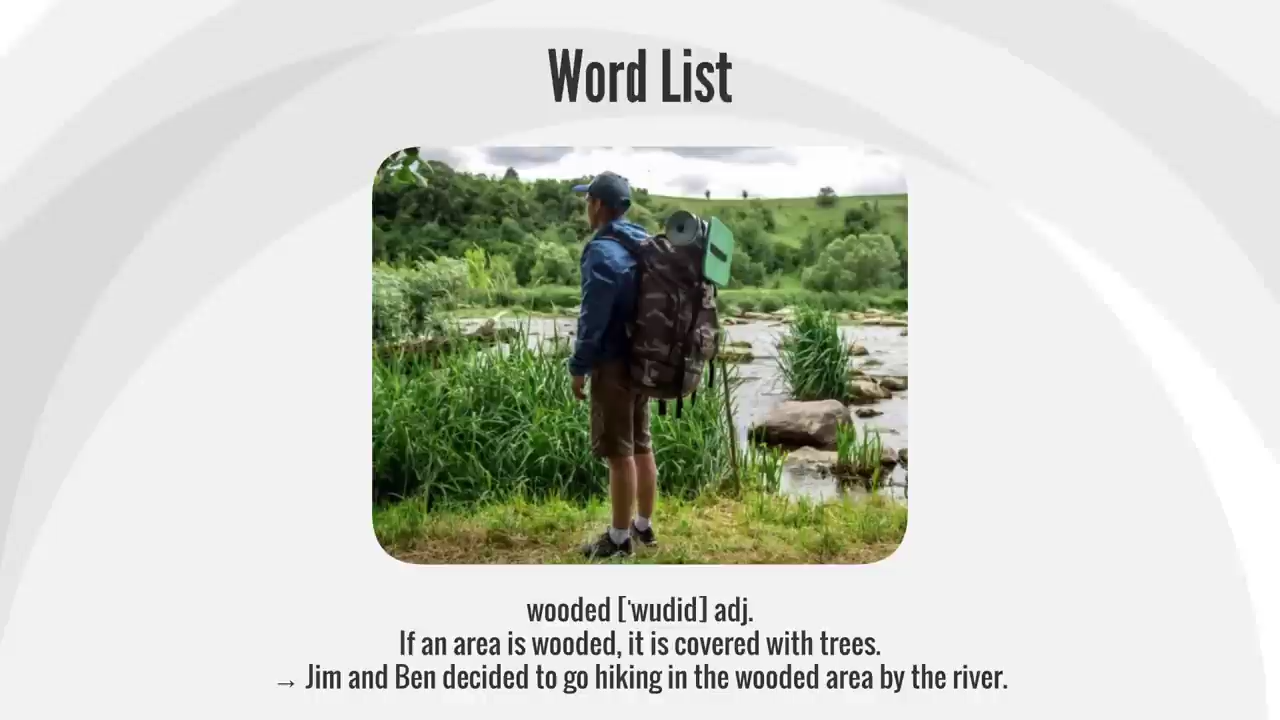 Word List
wooded [ˈwudid] adj.
If an area is wooded, it is covered with trees.
→ Jim and Ben decided to go hiking in the wooded area by the river.